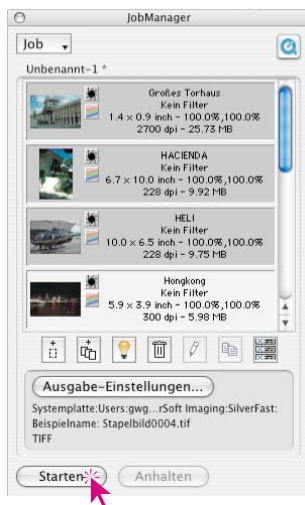 JobManager
Job
Unbenannt-1 *
Großes Torhaus
Kein Filter
1.4 × 0.9 inch - 100.0%,100.0%
2700 dpi - 25.73 MB
HACIENDA
Kein Filter
6.7 × 10.0 inch - 100.0%,100.0%
228 dpi - 9.92 MB
HELI
Kein Filter
10.0 × 6.5 inch - 100.0%,100.0%
228 dpi - 9.75 MB
Hongkong
Kein Filter
5.9 × 3.9 inch - 100.0%,100.0%
300 dpi - 5.98 MB
Ausgabe-Einstellungen...
Systemplatte:Users:gwg...rSoft Imaging:SilverFast:
Beispielname: Stapelbild0004.tif
TIFF
Starten
Anhalten